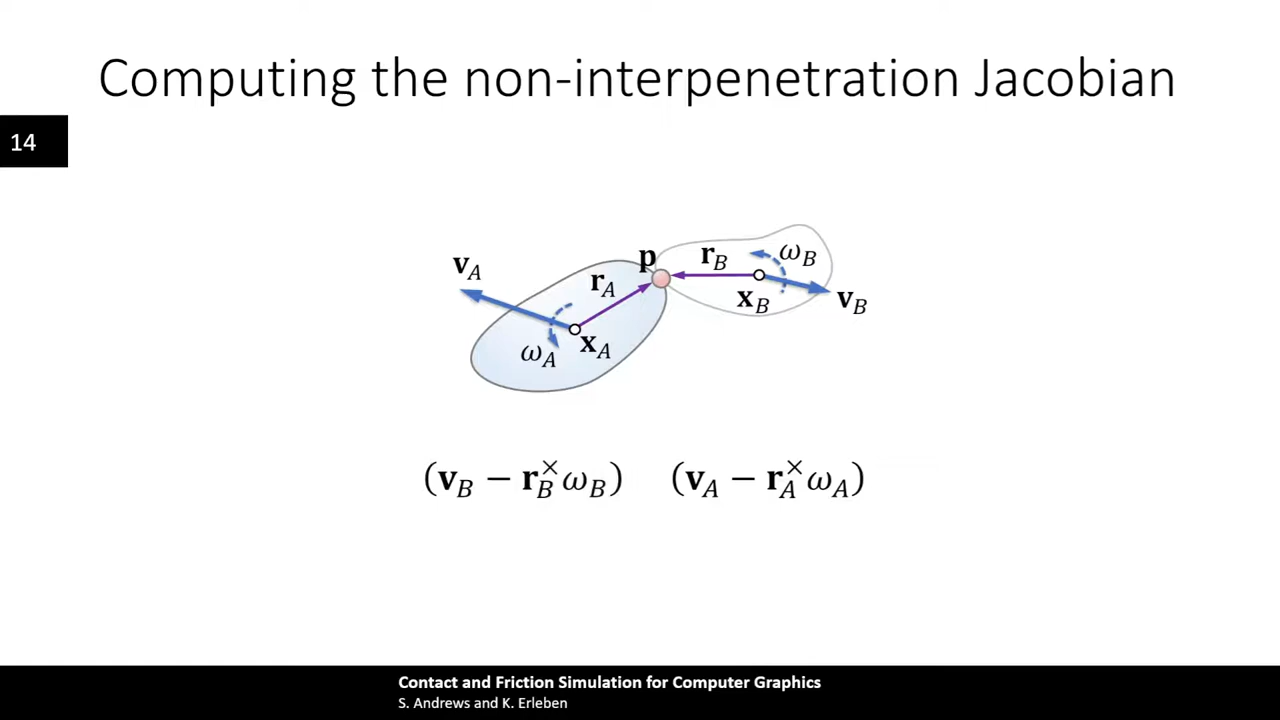 Computing the non-interpenetration Jacobian
14
p
r_B
ω_B
v_A
r_A
x_B
v_B
ω_A
x_A
(v_B − r_B^× ω_B) (v_A − r_A^× ω_A)
Contact and Friction Simulation for Computer Graphics
S. Andrews and K. Erleben